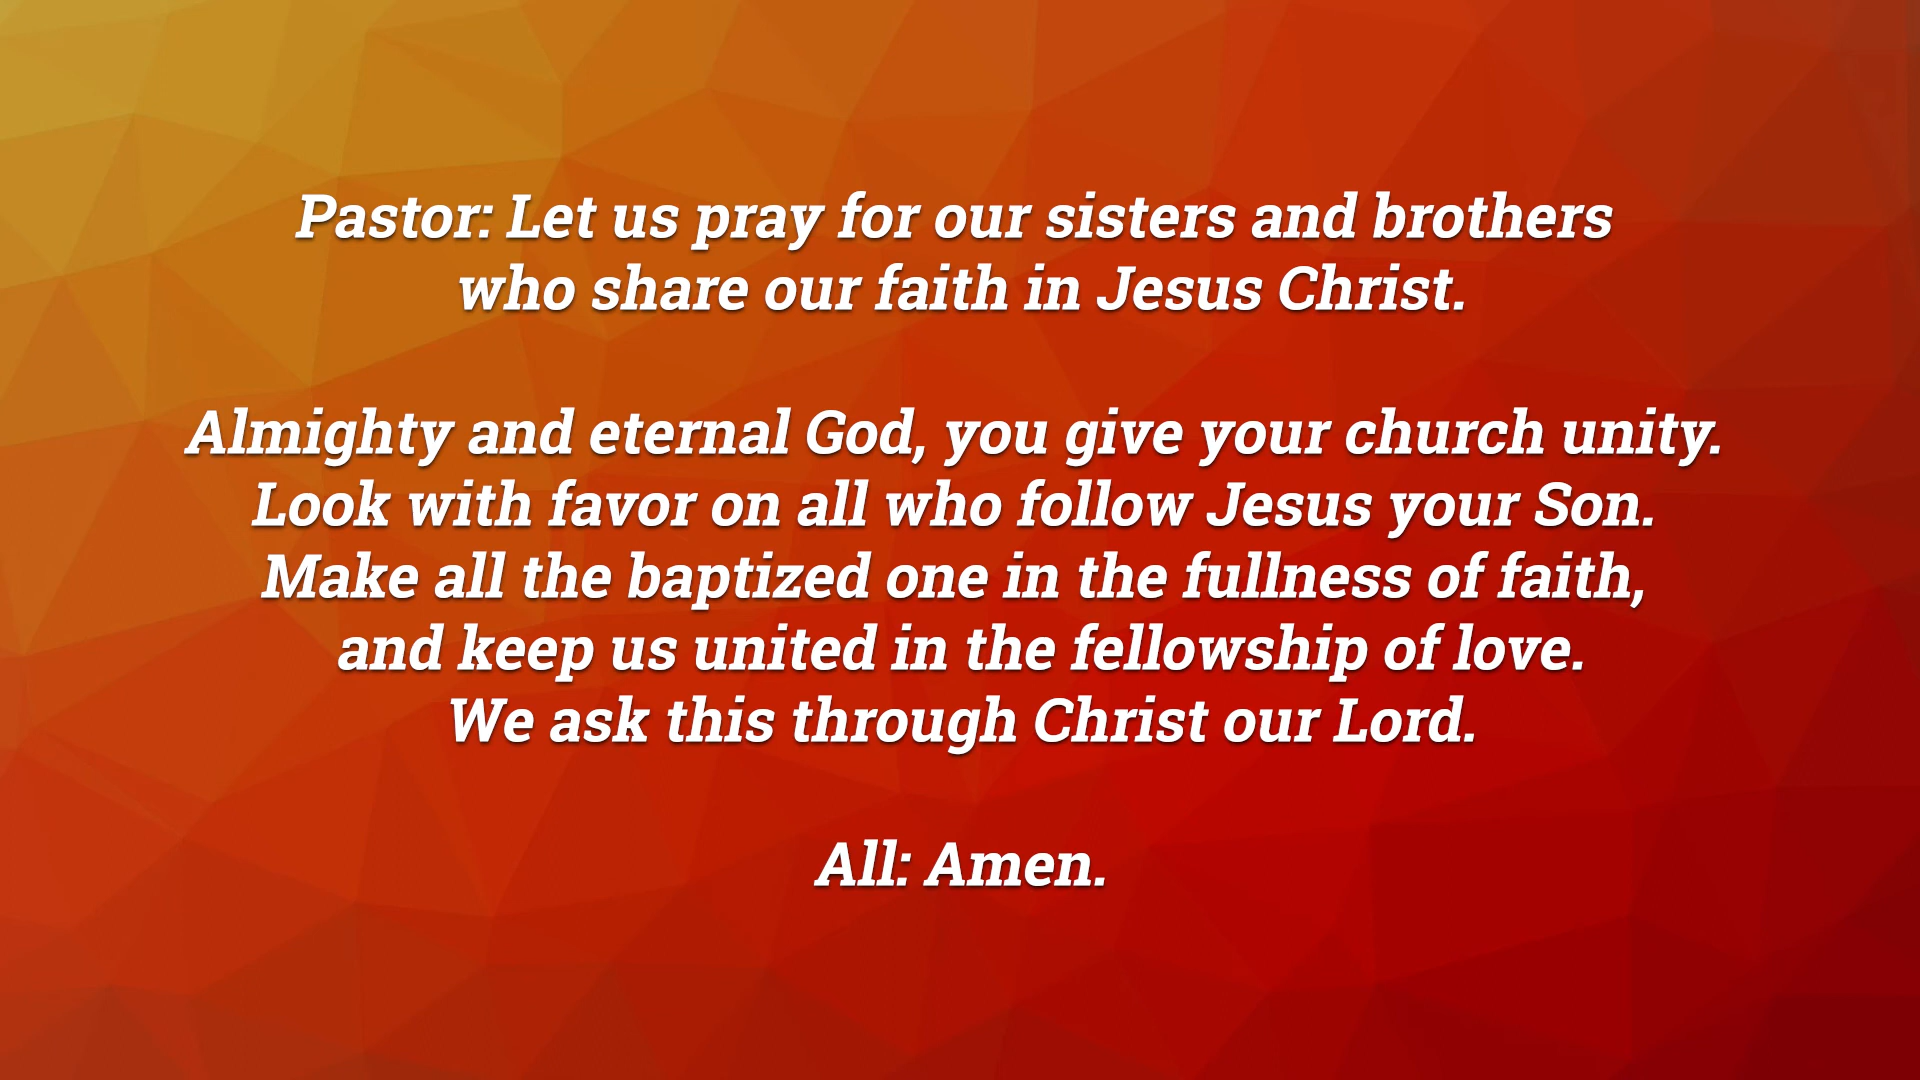 Pastor: Let us pray for our sisters and brothers
who share our faith in Jesus Christ.
Almighty and eternal God, you give your church unity.
Look with favor on all who follow Jesus your Son.
Make all the baptized one in the fullness of faith,
and keep us united in the fellowship of love.
We ask this through Christ our Lord.
All: Amen.